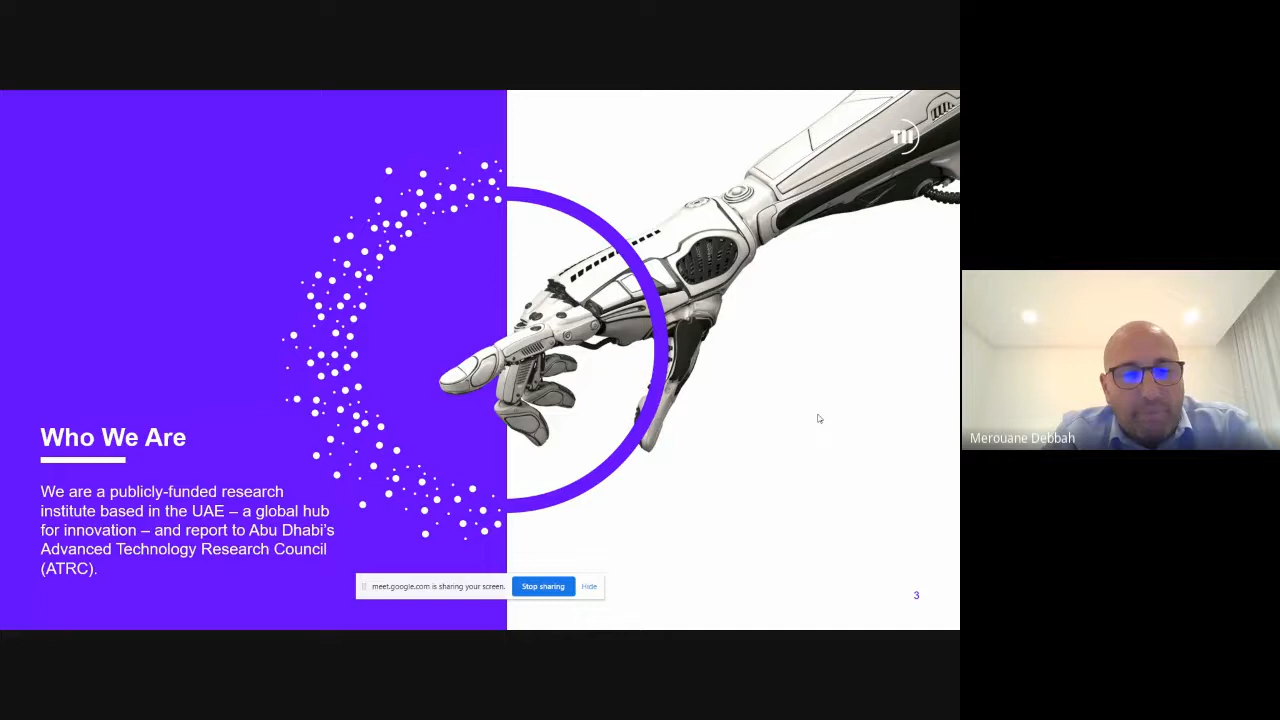 TII
Who We Are
We are a publicly-funded research
institute based in the UAE – a global hub
for innovation – and report to Abu Dhabi's
Advanced Technology Research Council
(ATRC).
meet.google.com is sharing your screen. Stop sharing Hide
3
Merouane Debbah